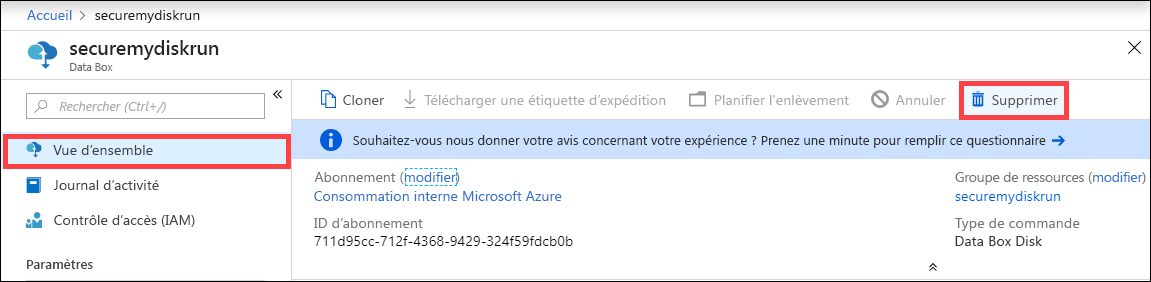 Accueil > securemydiskrun
securemydiskrun
Data Box
Rechercher (Ctrl+/)
«
Cloner Télécharger une étiquette d'expédition Planifier l'enlèvement Annuler Supprimer
Vue d'ensemble
Souhaitez-vous nous donner votre avis concernant votre expérience ? Prenez une minute pour remplir ce questionnaire →
Journal d'activité
Contrôle d'accès (IAM)
Paramètres
Abonnement (modifier)
Consommation interne Microsoft Azure
ID d'abonnement
711d95cc-712f-4368-9429-324f59fdcb0b
Groupe de ressources (modifier)
securemydiskrun
Type de commande
Data Box Disk